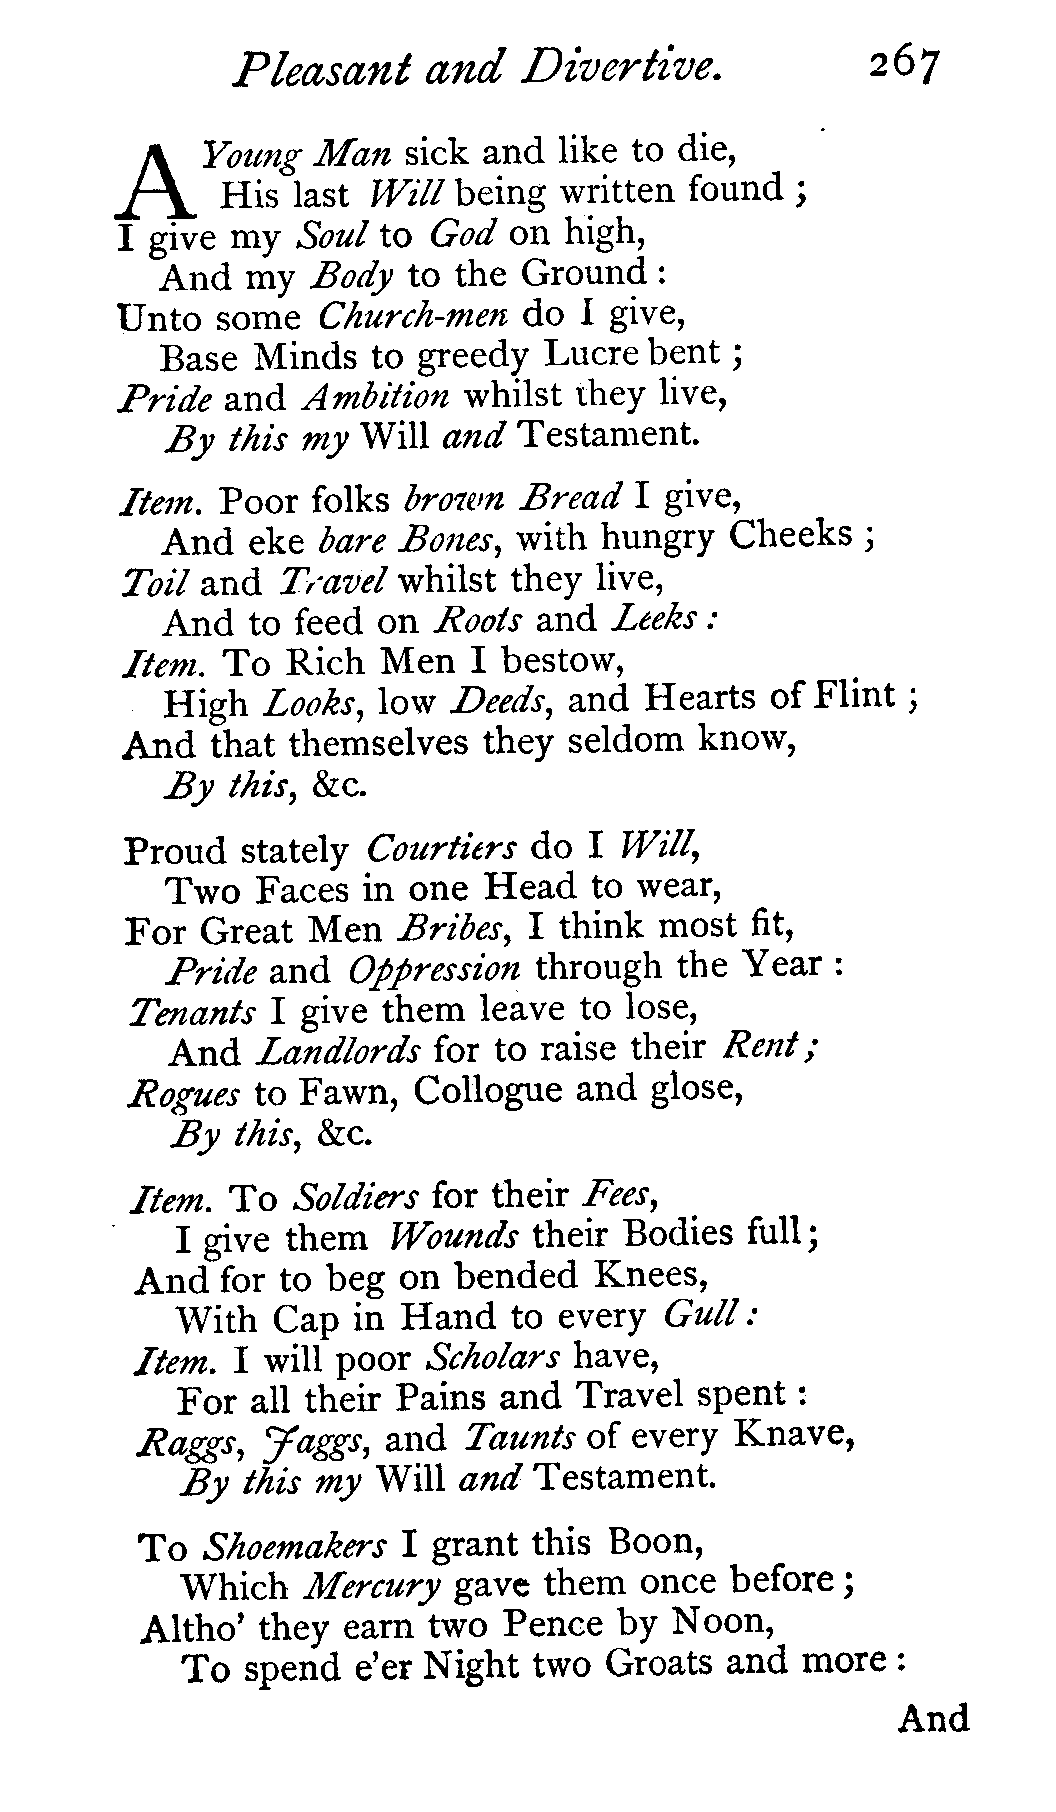 Pleasant and Divertive. 267
A Young Man sick and like to die,
His last Will being written found ;
I give my Soul to God on high,
And my Body to the Ground :
Unto some Church-men do I give,
Base Minds to greedy Lucre bent ;
Pride and Ambition whilst they live,
By this my Will and Testament.
Item. Poor folks brown Bread I give,
And eke bare Bones, with hungry Cheeks ;
Toil and Travel whilst they live,
And to feed on Roots and Leeks :
Item. To Rich Men I bestow,
High Looks, low Deeds, and Hearts of Flint ;
And that themselves they seldom know,
By this, &c.
Proud stately Courtiers do I Will,
Two Faces in one Head to wear,
For Great Men Bribes, I think most fit,
Pride and Oppression through the Year :
Tenants I give them leave to lose,
And Landlords for to raise their Rent ;
Rogues to Fawn, Collogue and glose,
By this, &c.
Item. To Soldiers for their Fees,
I give them Wounds their Bodies full ;
And for to beg on bended Knees,
With Cap in Hand to every Gull :
Item. I will poor Scholars have,
For all their Pains and Travel spent :
Raggs, Jaggs, and Taunts of every Knave,
By this my Will and Testament.
To Shoemakers I grant this Boon,
Which Mercury gave them once before ;
Altho' they earn two Pence by Noon,
To spend e'er Night two Groats and more :
And